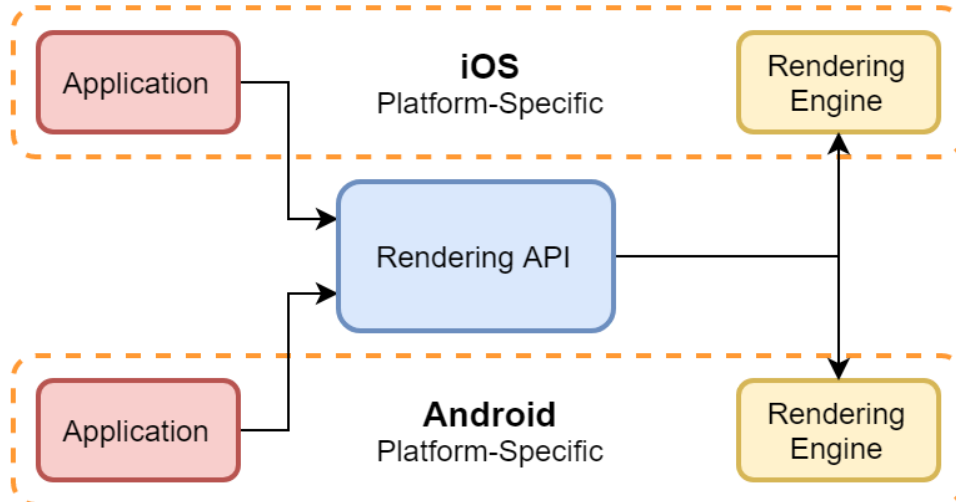 Application
iOS
Platform-Specific
Rendering
Engine
Rendering API
Application
Android
Platform-Specific
Rendering
Engine